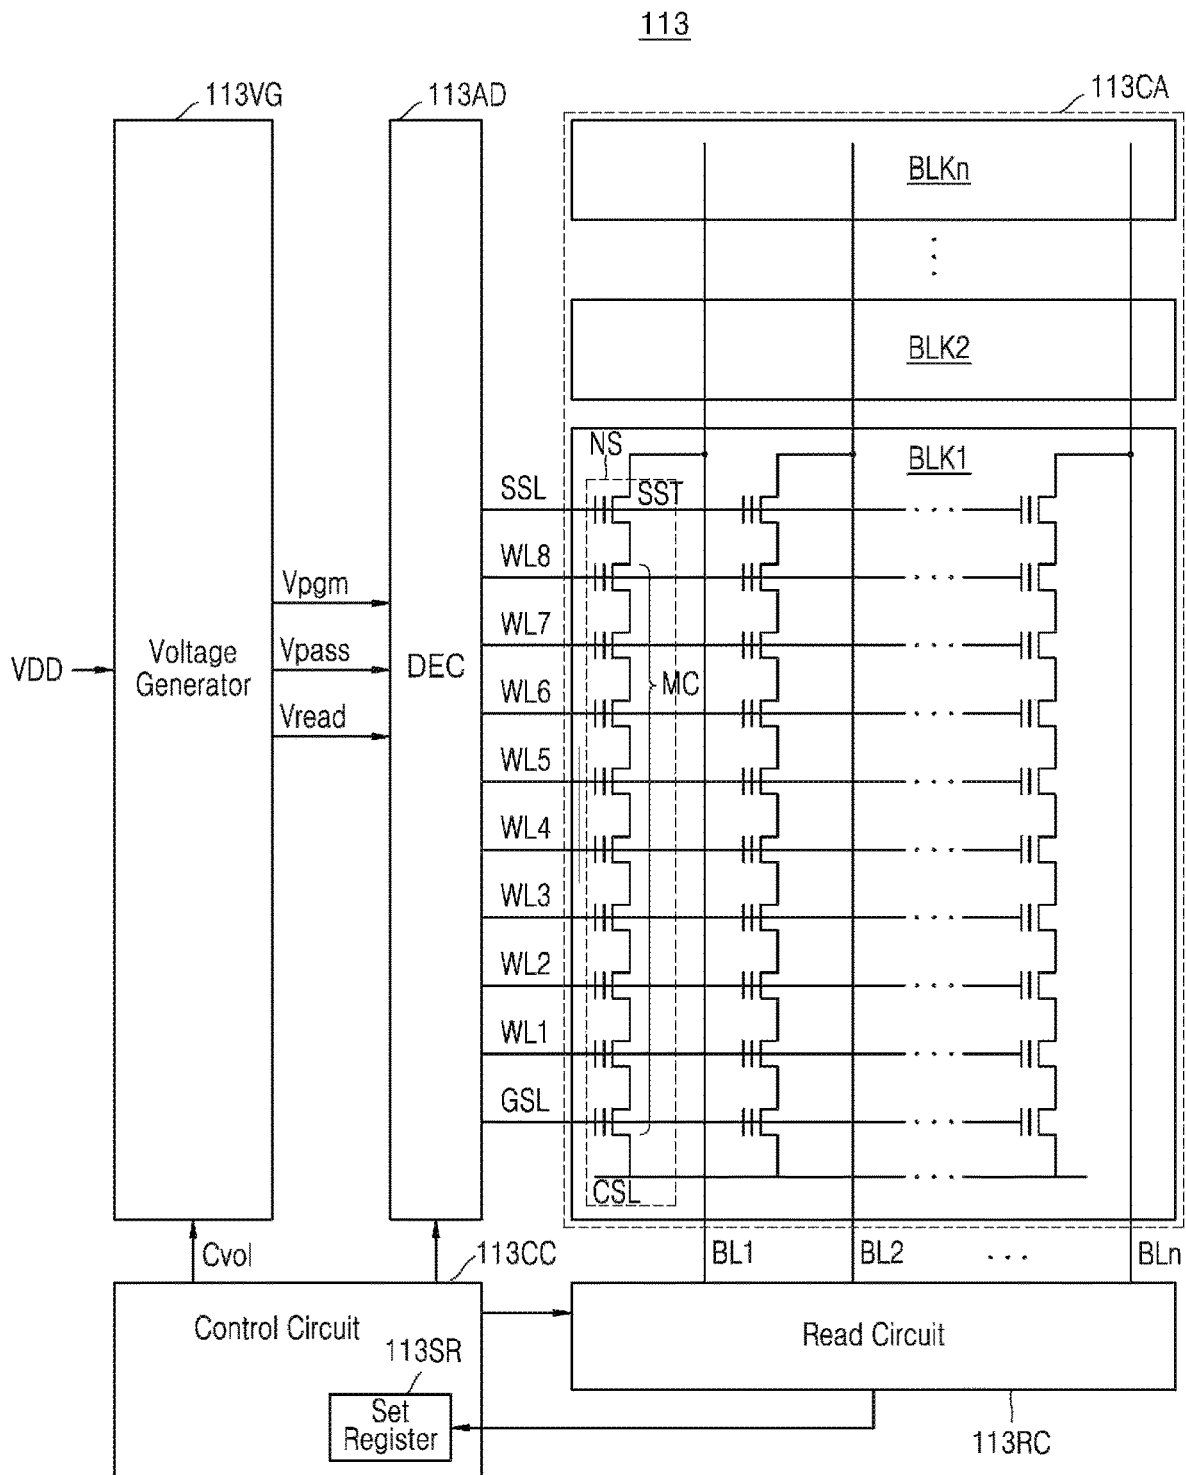 113
113VG
113AD
113CA
BLKn
BLK2
BLK1
NS
SST
SSL
WL8
WL7
WL6
WL5
WL4
WL3
WL2
WL1
GSL
MC
CSL
VDD
Voltage
Generator
Vpgm
Vpass
Vread
DEC
Cvol
113CC
BL1
BL2
...
BLn
Control Circuit
113SR
Set
Register
Read Circuit
113RC